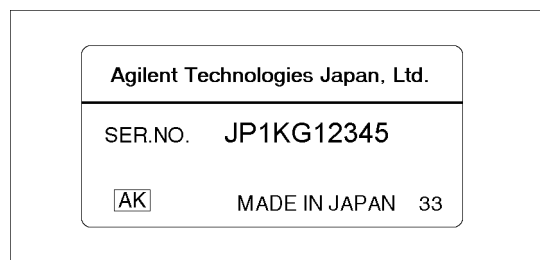 Agilent Technologies Japan, Ltd.
SER.NO. JP1KG12345
AK MADE IN JAPAN 33